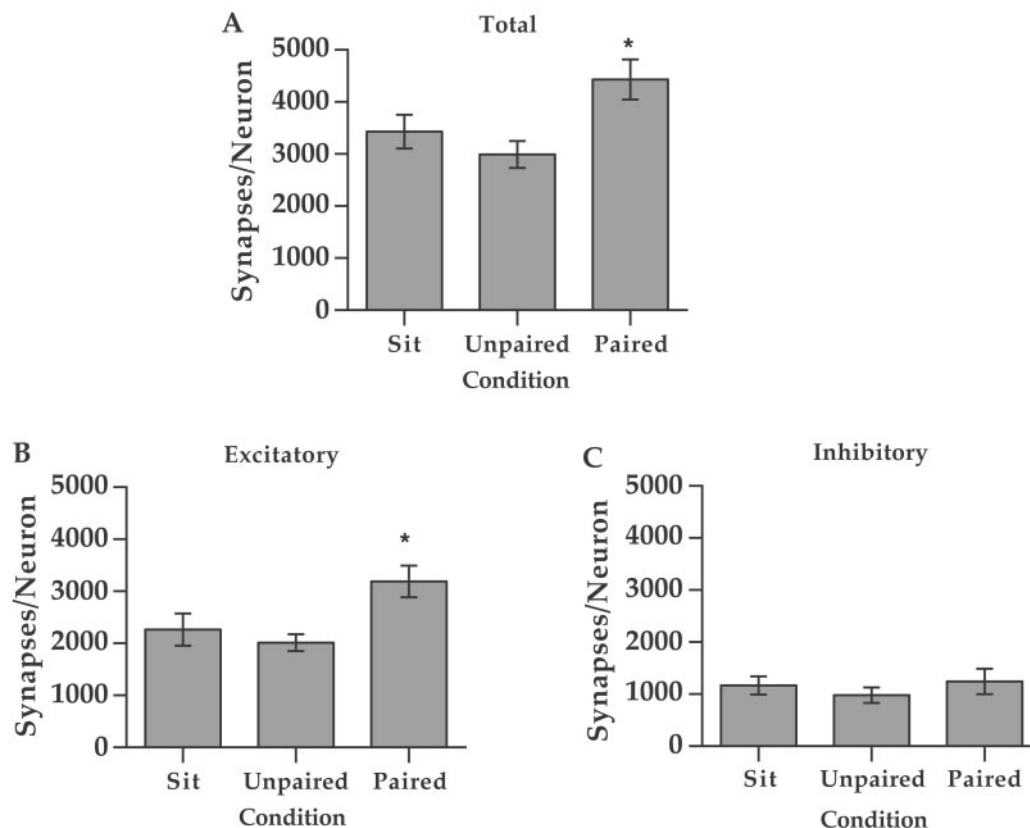 A
Total
*
5000
4000
3000
2000
1000
0
Synapses/Neuron
Sit Unpaired Paired
Condition
B
Excitatory
*
5000
4000
3000
2000
1000
0
Synapses/Neuron
Sit Unpaired Paired
Condition
C
Inhibitory
5000
4000
3000
2000
1000
0
Synapses/Neuron
Sit Unpaired Paired
Condition